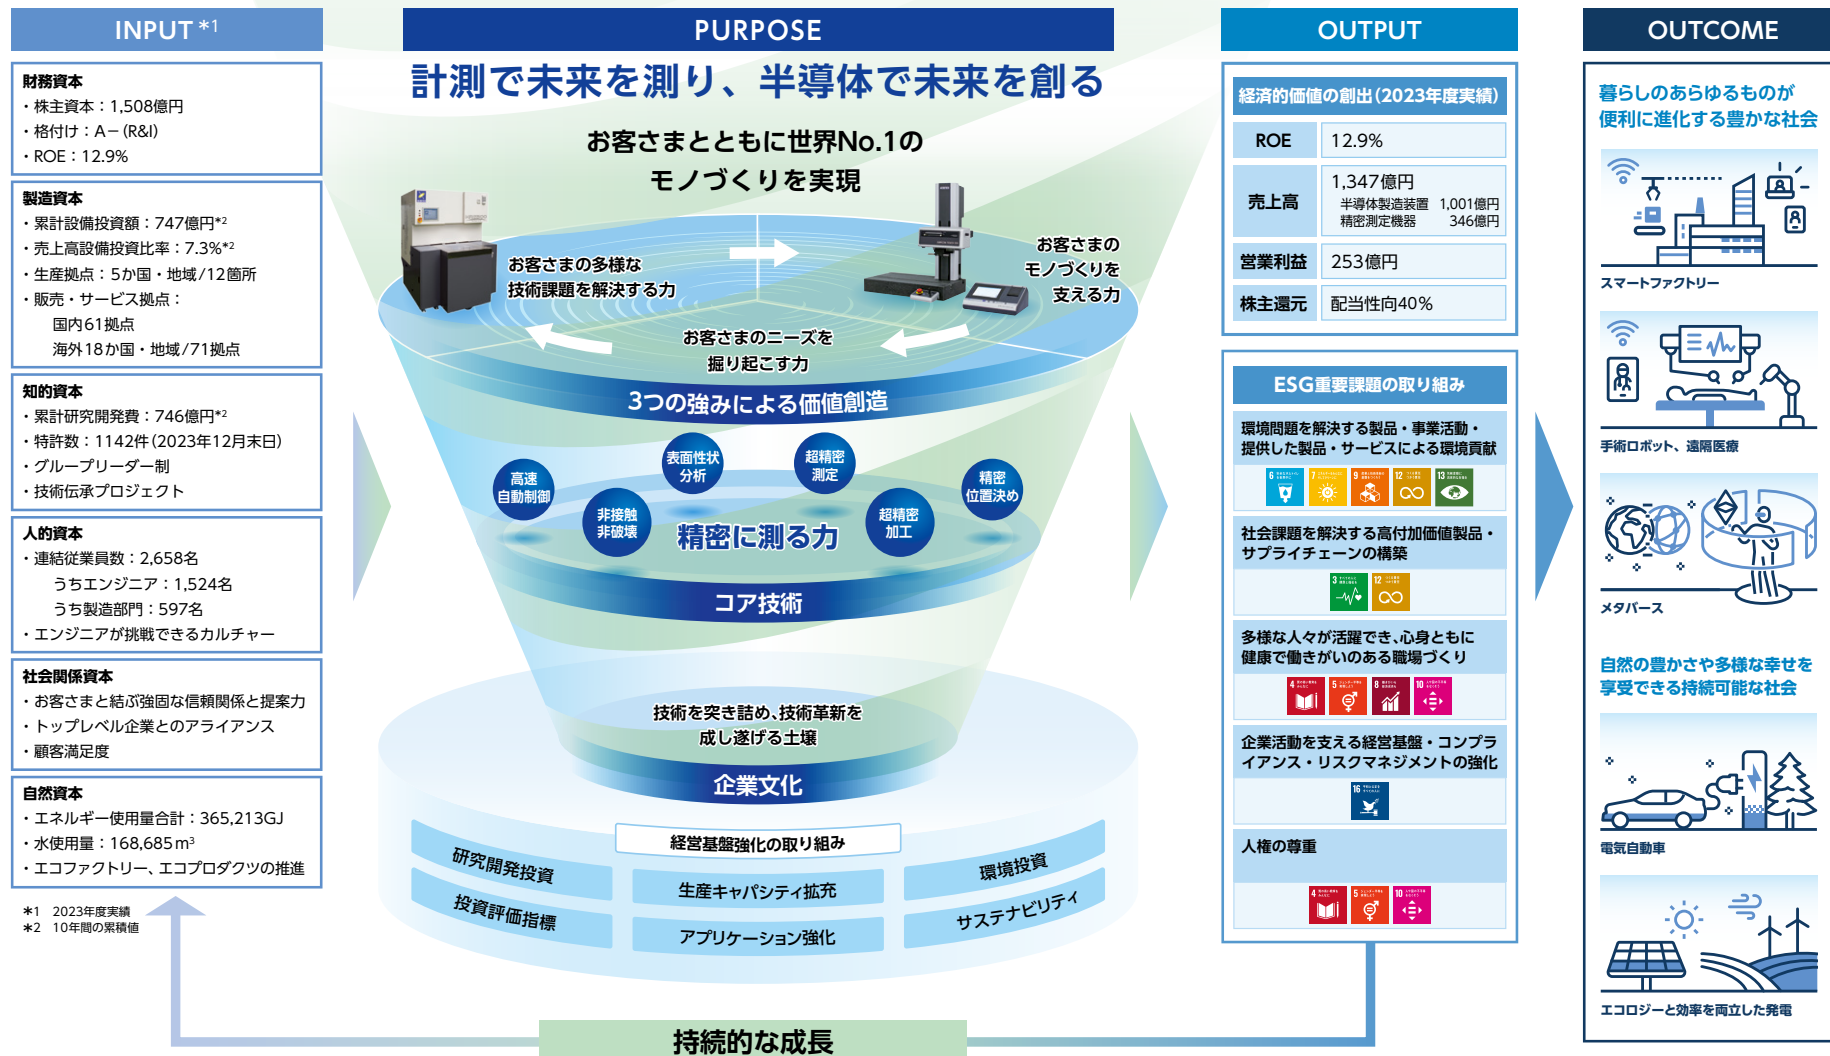 INPUT *1
財務資本
・株主資本：1,508億円
・格付け：A－(R&I)
・ROE：12.9%
製造資本
・累計設備投資額：747億円*2
・売上高設備投資比率：7.3%*2
・生産拠点：5か国・地域/12箇所
・販売・サービス拠点：
国内61拠点
海外18か国・地域/71拠点
知的資本
・累計研究開発費：746億円*2
・特許数：1142件(2023年12月末日)
・グループリーダー制
・技術伝承プロジェクト
人的資本
・連結従業員数：2,658名
うちエンジニア：1,524名
うち製造部門：597名
・エンジニアが挑戦できるカルチャー
社会関係資本
・お客さまと結ぶ強固な信頼関係と提案力
・トップレベル企業とのアライアンス
・顧客満足度
自然資本
・エネルギー使用量合計：365,213GJ
・水使用量：168,685m³
・エコファクトリー、エコプロダクツの推進
*1 2023年度実績
*2 10年間の累積値
PURPOSE
計測で未来を測り、半導体で未来を創る
お客さまとともに世界No.1の
モノづくりを実現
お客さまの多様な
技術課題を解決する力
お客さまの
モノづくりを
支える力
お客さまのニーズを
掘り起こす力
3つの強みによる価値創造
高速
自動制御
非接触
非破壊
表面性状
分析
超精密
測定
超精密
加工
精密
位置決め
精密に測る力
コア技術
技術を突き詰め、技術革新を
成し遂げる土壌
企業文化
経営基盤強化の取り組み
研究開発投資
生産キャパシティ拡充
環境投資
投資評価指標
アプリケーション強化
サステナビリティ
持続的な成長
OUTPUT
経済的価値の創出(2023年度実績)
ROE
12.9%
売上高
1,347億円
半導体製造装置 1,001億円
精密測定機器 346億円
営業利益
253億円
株主還元
配当性向40%
ESG重要課題の取り組み
環境問題を解決する製品・事業活動・
提供した製品・サービスによる環境貢献
6
7
9
12
13
社会課題を解決する高付加価値製品・
サプライチェーンの構築
3
12
多様な人々が活躍でき、心身ともに
健康で働きがいのある職場づくり
4
5
8
10
企業活動を支える経営基盤・コンプラ
イアンス・リスクマネジメントの強化
16
人権の尊重
4
5
10
OUTCOME
暮らしのあらゆるものが
便利に進化する豊かな社会
スマートファクトリー
手術ロボット、遠隔医療
メタバース
自然の豊かさや多様な幸せを
享受できる持続可能な社会
電気自動車
エコロジーと効率を両立した発電